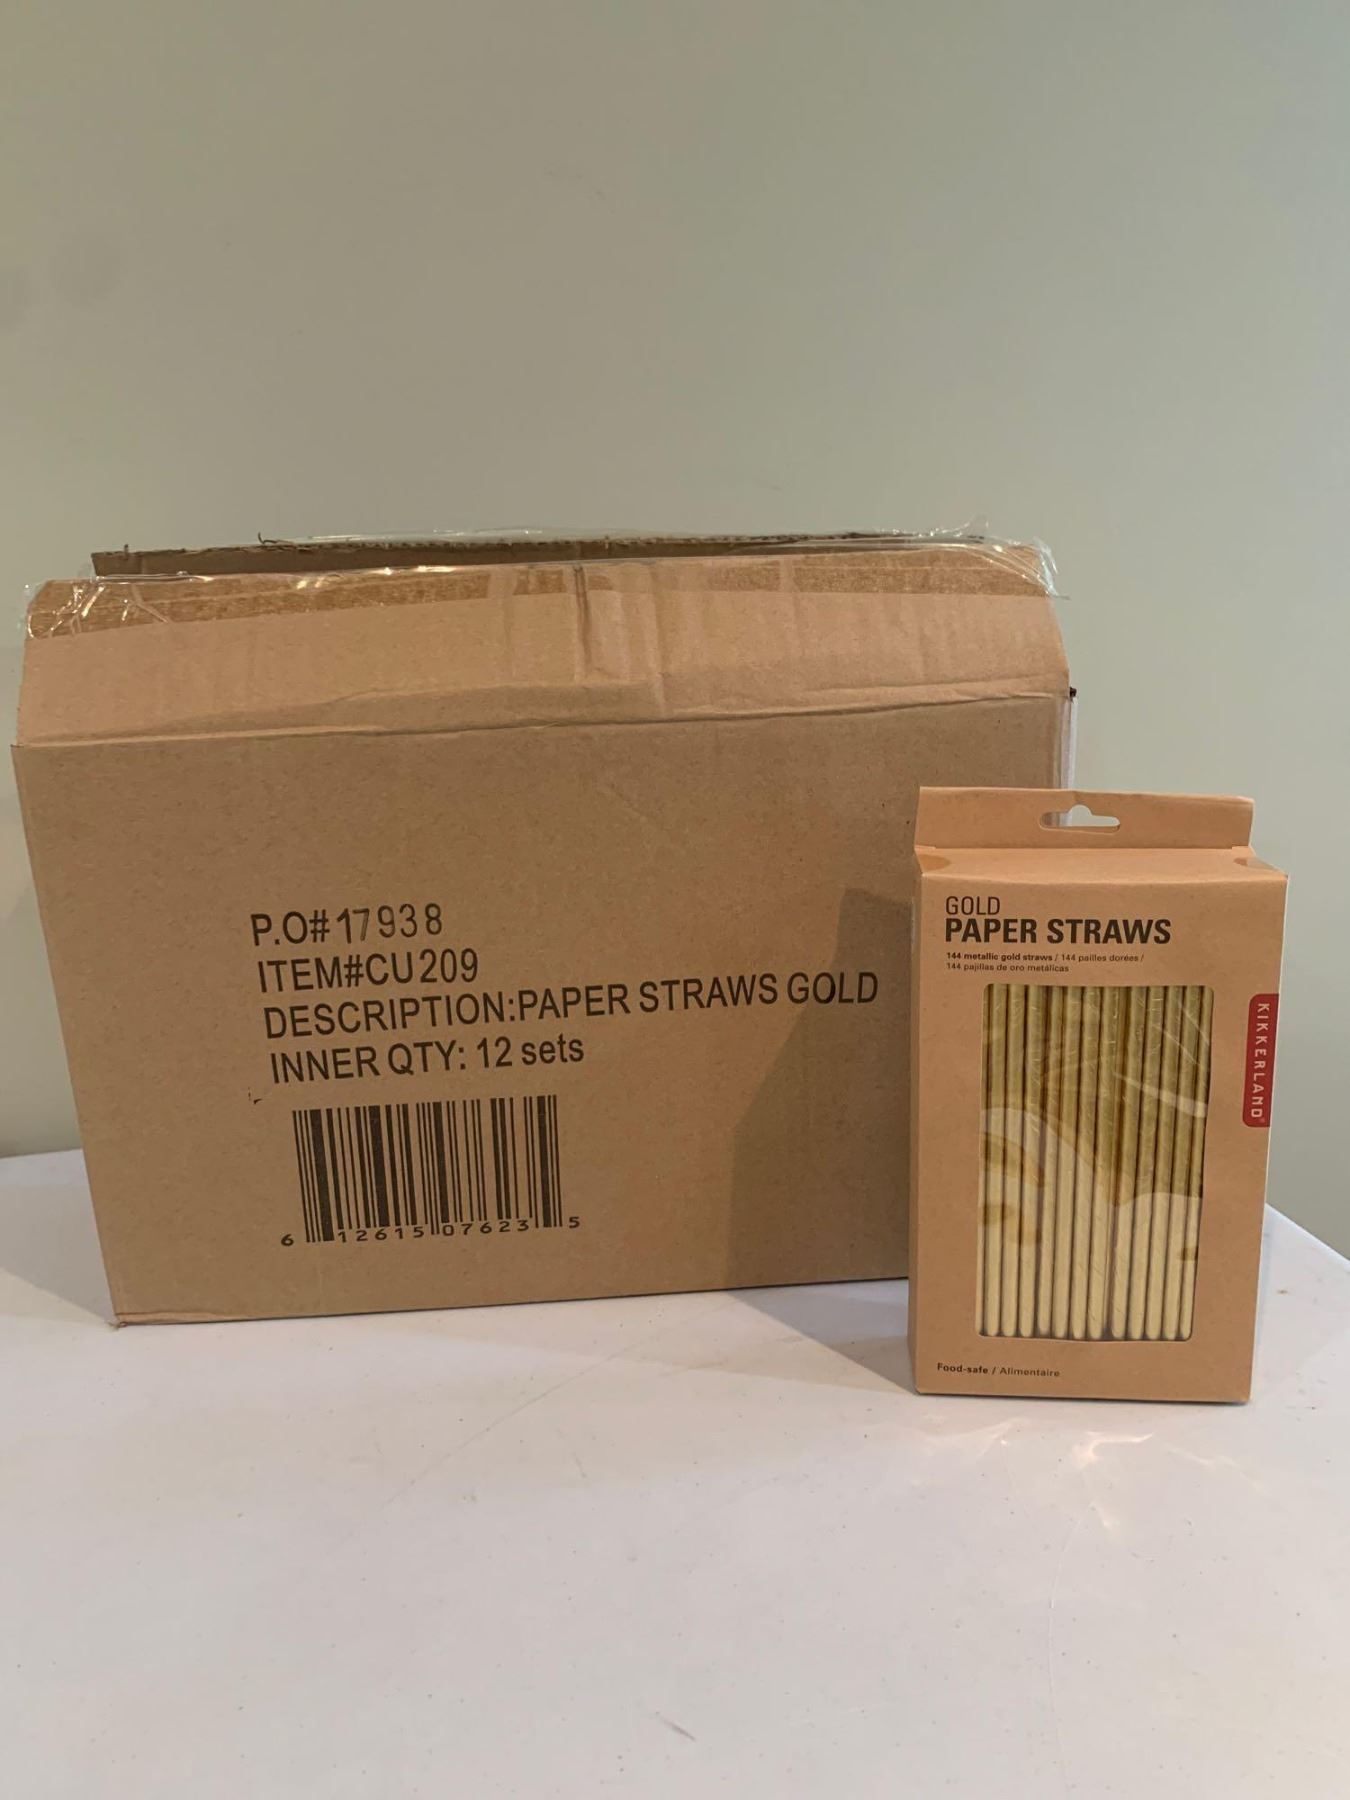 P.O# 17938
ITEM#CU209
DESCRIPTION:PAPER STRAWS GOLD
INNER QTY: 12 sets
6 12615 07623 5
GOLD
PAPER STRAWS
144 metallic gold straws / 144 pailles dorées /
144 pajillas de oro metálicas
KIKKERLAND®
Food-safe / Alimentaire